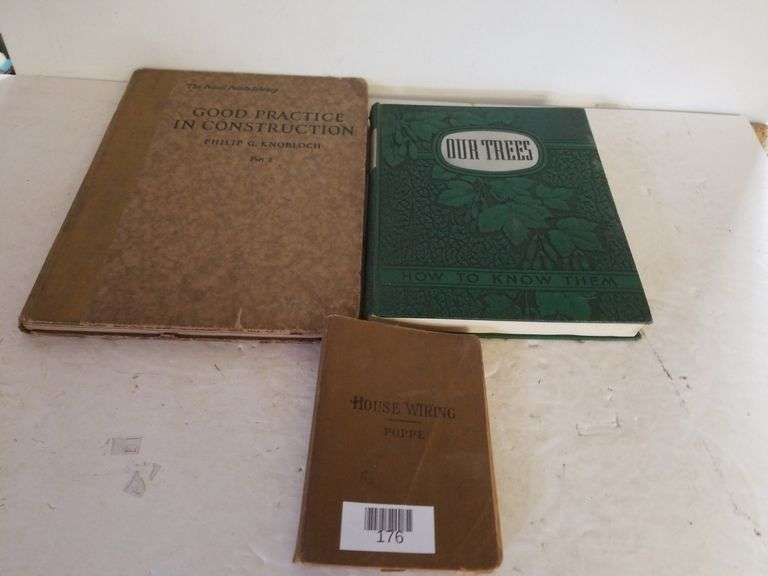 The Pencil Points Library
GOOD PRACTICE
IN CONSTRUCTION
PHILIP G. KNOBLOCH
Part 2
OUR TREES
HOW TO KNOW THEM
HOUSE WIRING
POPPE
176